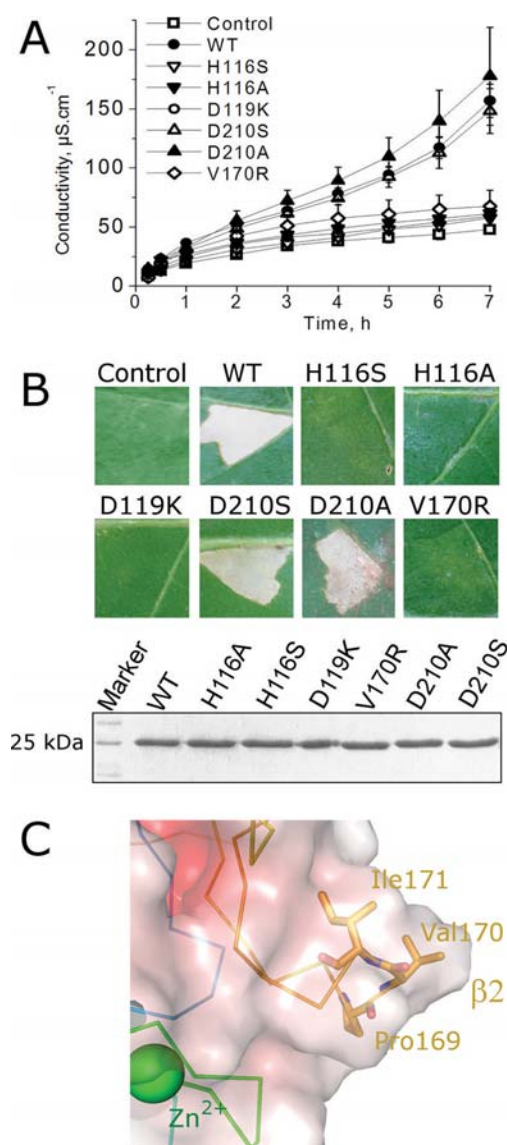 A
Control
WT
H116S
H116A
D119K
D210S
D210A
V170R
Conductivity, µS.cm⁻¹
200
150
100
50
0
0 1 2 3 4 5 6 7
Time, h
B
Control WT H116S H116A
D119K D210S D210A V170R
Marker WT H116A H116S D119K V170R D210A D210S
25 kDa
C
Ile171
Val170
β2
Pro169
Zn²⁺